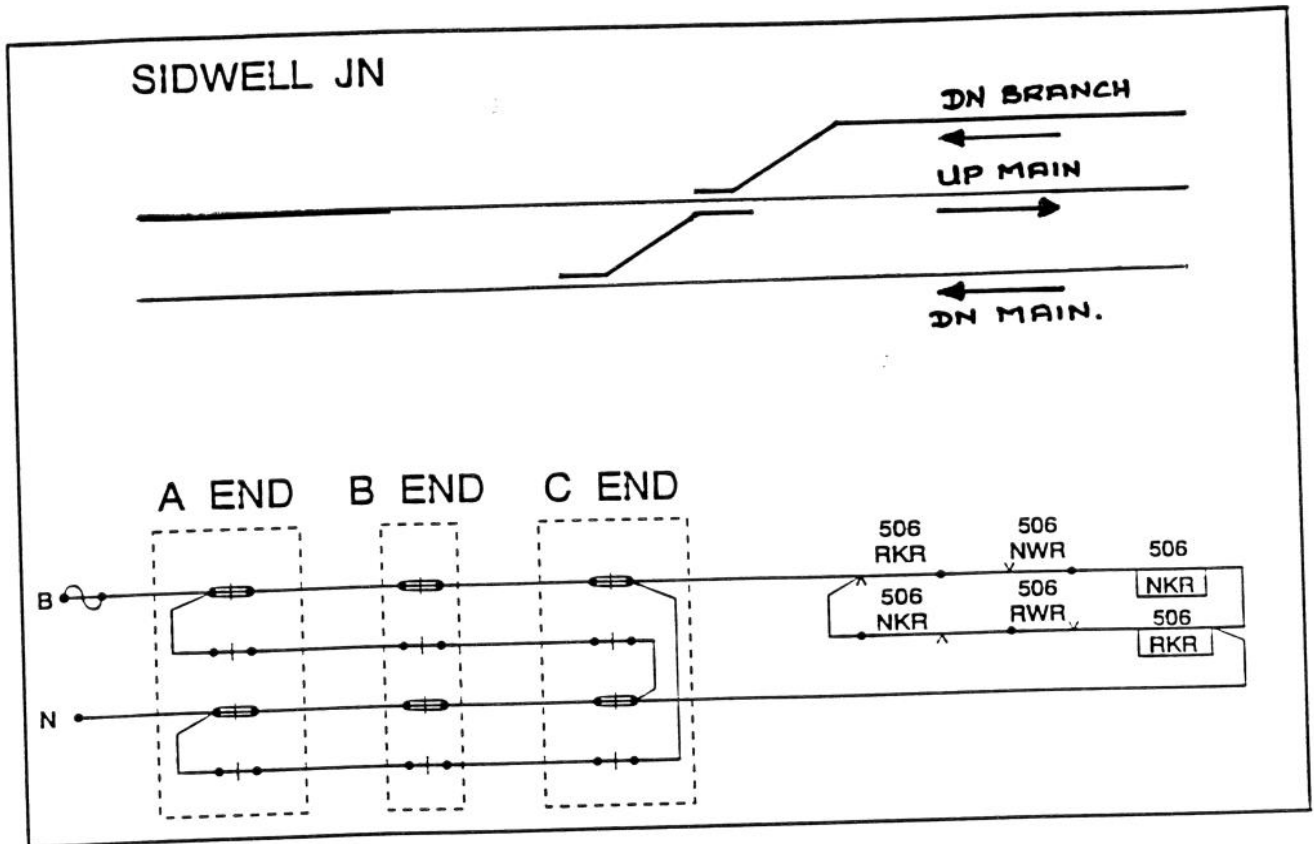 SIDWELL JN
DN BRANCH
UP MAIN
DN MAIN.
A END B END C END
506 RKR
506 NWR
506 NKR
506 NKR
506 RWR
506 RKR
B
N